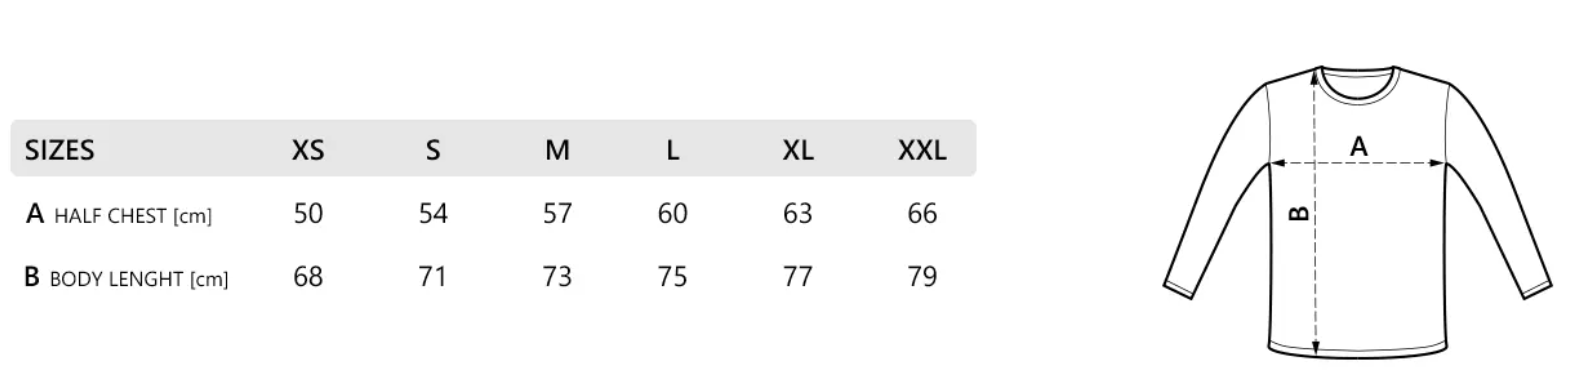 SIZES XS S M L XL XXL
A HALF CHEST [cm] 50 54 57 60 63 66
B BODY LENGHT [cm] 68 71 73 75 77 79
A
B